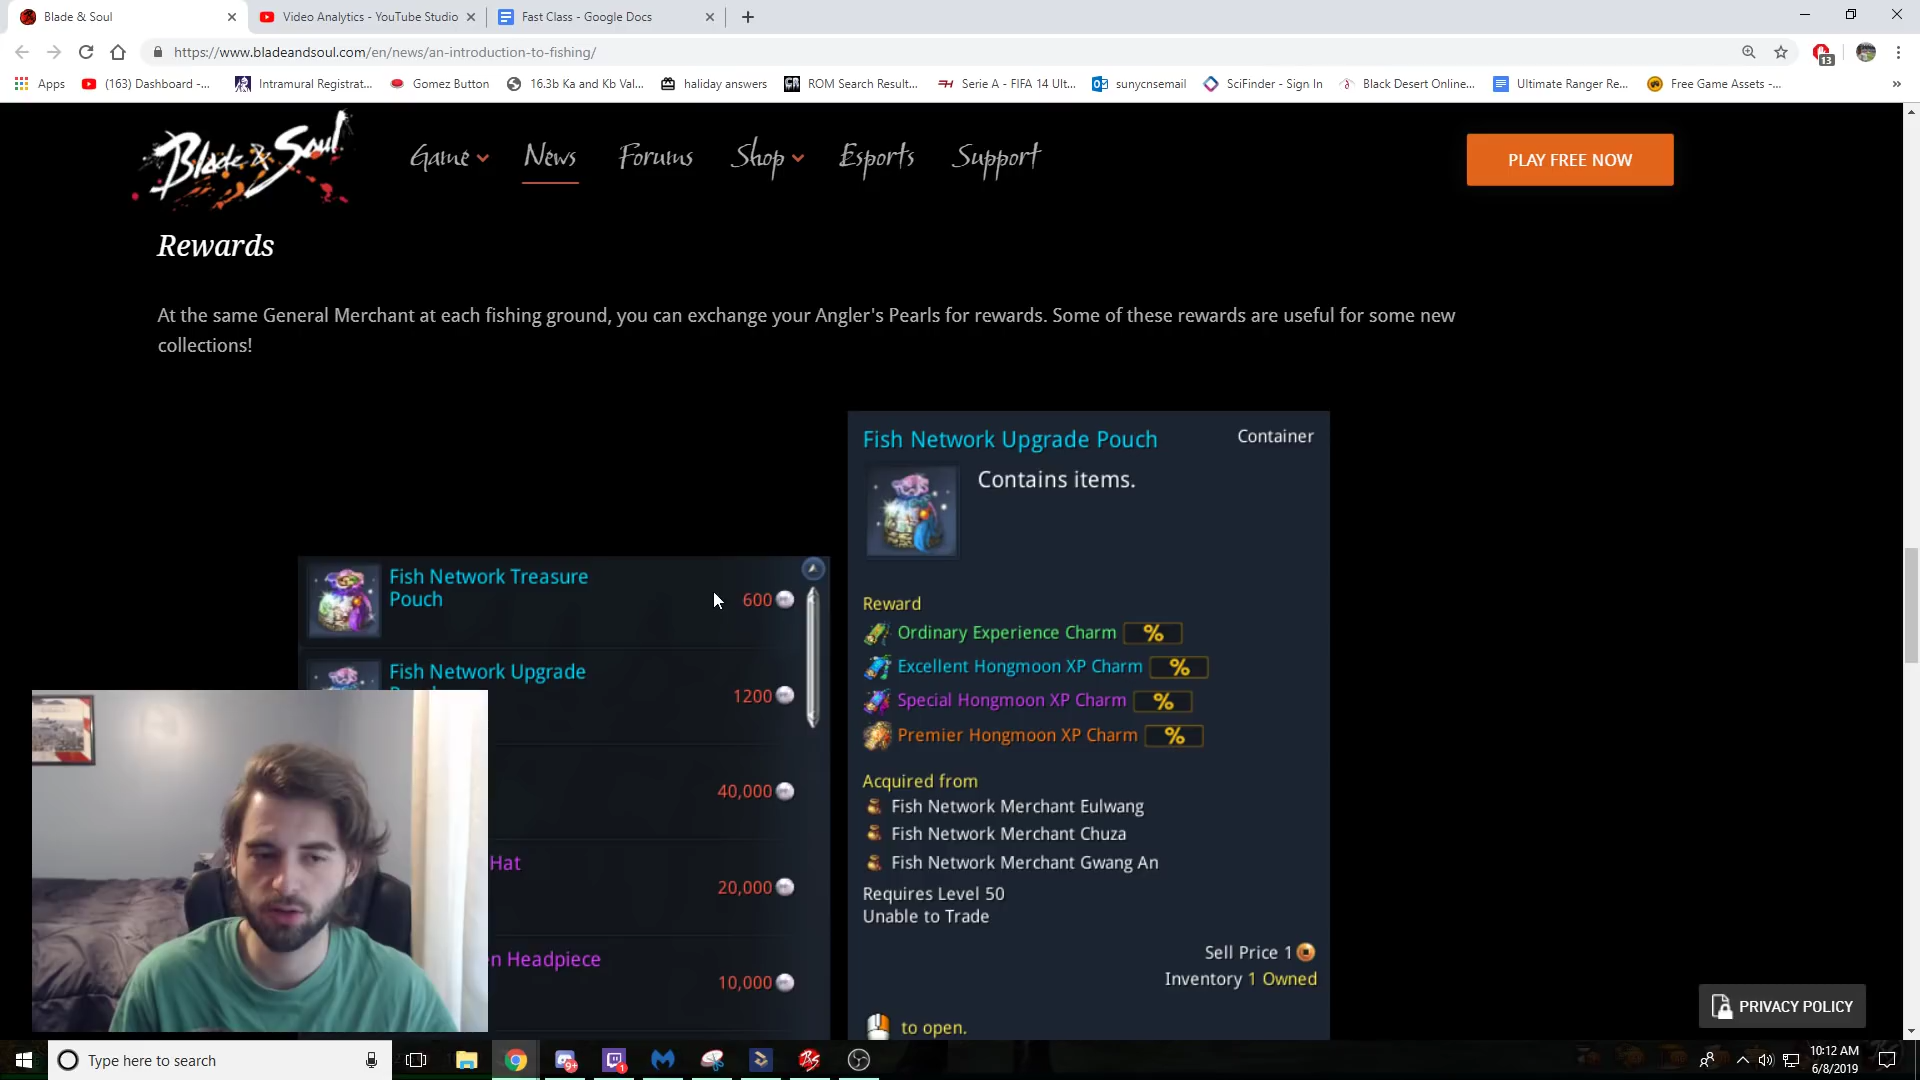 Blade & Soul
Video Analytics - YouTube Studio
Fast Class - Google Docs
https://www.bladeandsoul.com/en/news/an-introduction-to-fishing/
13
Apps
(163) Dashboard -...
Intramural Registrat...
Gomez Button
16.3b Ka and Kb Val...
haliday answers
ROM Search Result...
Serie A - FIFA 14 Ult...
sunycnsemail
SciFinder - Sign In
Black Desert Online...
Ultimate Ranger Re...
Free Game Assets -...
Blade & Soul
Game
News
Forums
Shop
Esports
Support
PLAY FREE NOW
Rewards
At the same General Merchant at each fishing ground, you can exchange your Angler's Pearls for rewards. Some of these rewards are useful for some new
collections!
Fish Network Treasure
Pouch
600
Fish Network Upgrade
1200
40,000
Hat
20,000
n Headpiece
10,000
Fish Network Upgrade Pouch
Container
Contains items.
Reward
Ordinary Experience Charm %
Excellent Hongmoon XP Charm %
Special Hongmoon XP Charm %
Premier Hongmoon XP Charm %
Acquired from
Fish Network Merchant Eulwang
Fish Network Merchant Chuza
Fish Network Merchant Gwang An
Requires Level 50
Unable to Trade
Sell Price 1
Inventory 1 Owned
to open.
PRIVACY POLICY
Type here to search
10:12 AM
6/8/2019